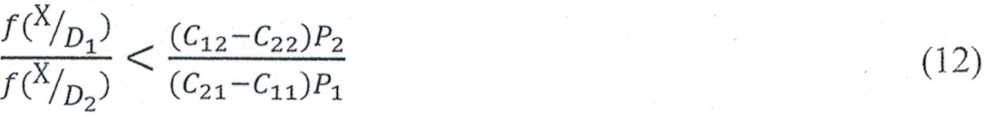 f(X/D₁)/f(X/D₂) < (C₁₂−C₂₂)P₂/(C₂₁−C₁₁)P₁ (12)